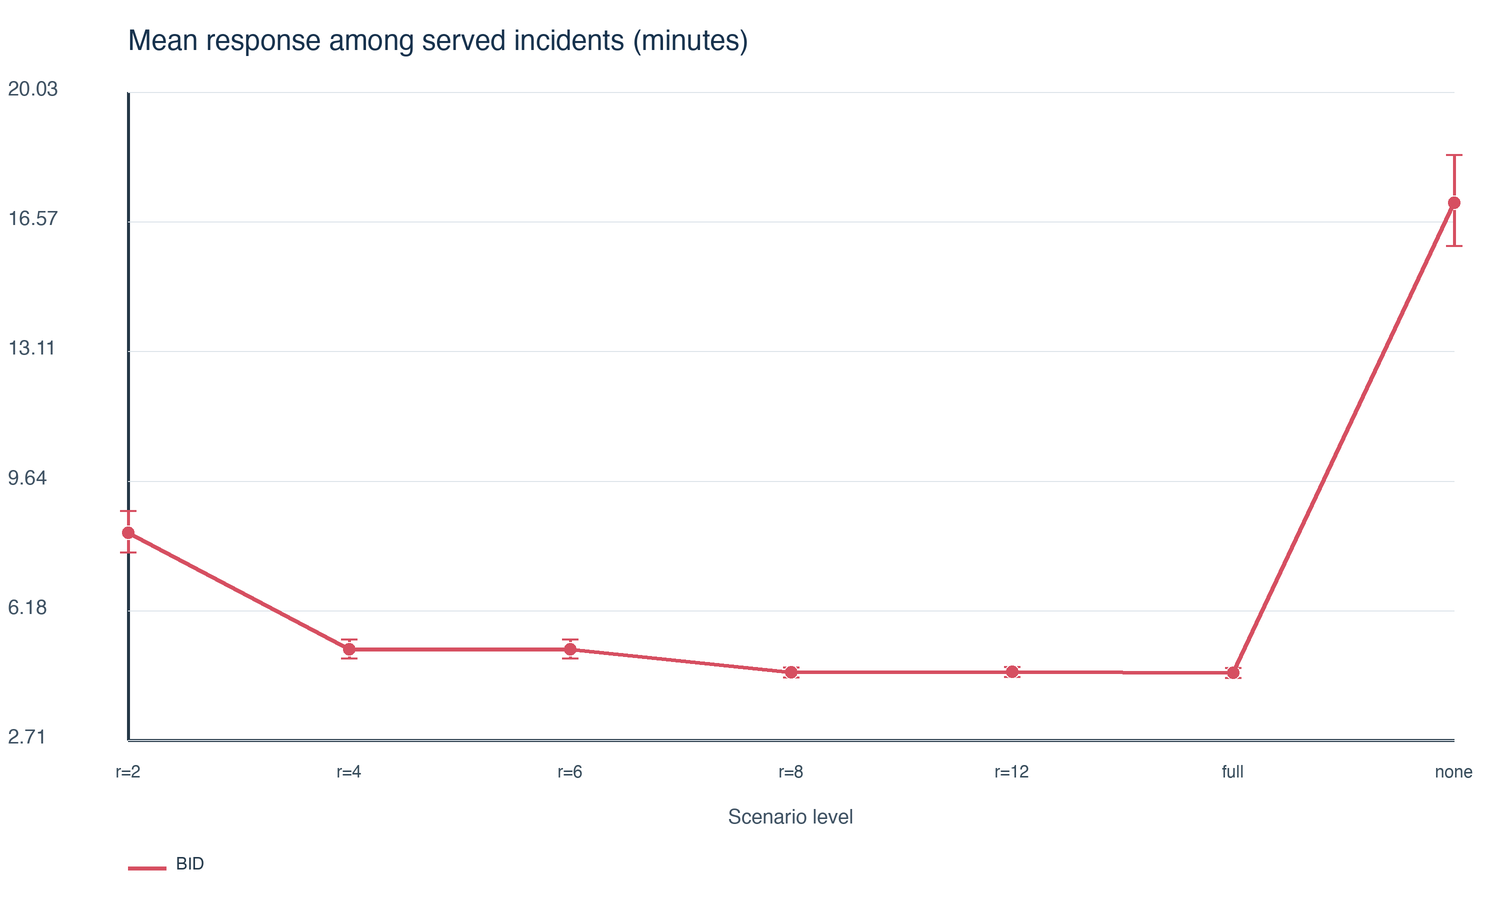 Mean response among served incidents (minutes)
20.03
16.57
13.11
9.64
6.18
2.71
r=2 r=4 r=6 r=8 r=12 full none
Scenario level
BID